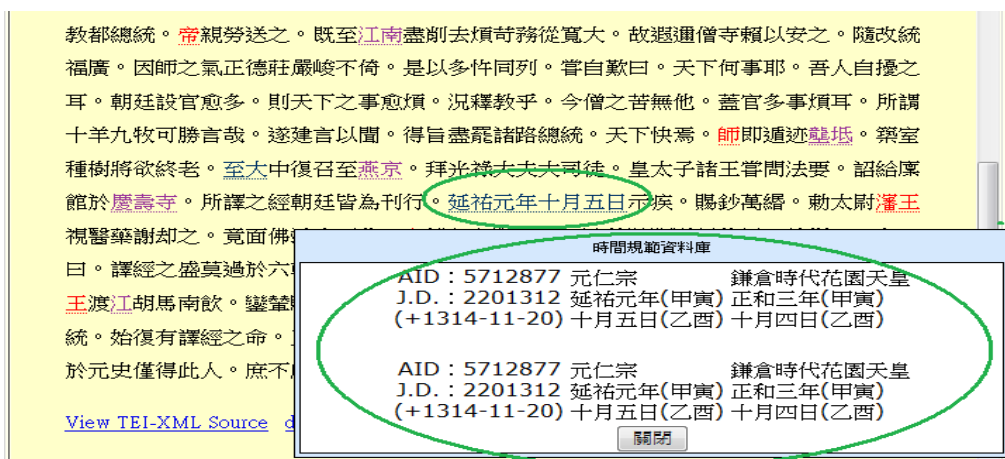 教都總統。帝親勞送之。既至江南盡削去煩苛務從寬大。故遐邇僧寺賴以安之。隨改統
福廣。因師之氣正德莊嚴峻不倚。是以多忤同列。嘗自歎曰。天下何事耶。吾人自擾之
耳。朝廷設官愈多。則天下之事愈煩。況釋教乎。今僧之苦無他。蓋官多事煩耳。所謂
十羊九牧可勝言哉。遂建言以聞。得旨盡罷諸路總統。天下快焉。師即遁迹壠坻。築室
種樹將欲終老。至大中復召至燕京。拜光祿大夫大司徒。皇太子諸王嘗問法要。詔給廩
館於慶壽寺。所譯之經朝廷皆為刊行。延祐元年十月五日示疾。賜鈔萬緡。勅太尉瀋王
視醫藥謝却之。竟面佛
曰。譯經之盛莫過於六
王渡江胡馬南飲。鑾輦
統。始復有譯經之命。
於元史僅得此人。庶不
View TEI-XML Source
時間規範資料庫
AID：5712877 元仁宗 鎌倉時代花園天皇
J.D.：2201312 延祐元年(甲寅) 正和三年(甲寅)
(+1314-11-20) 十月五日(乙酉) 十月四日(乙酉)
AID：5712877 元仁宗 鎌倉時代花園天皇
J.D.：2201312 延祐元年(甲寅) 正和三年(甲寅)
(+1314-11-20) 十月五日(乙酉) 十月四日(乙酉)
關閉